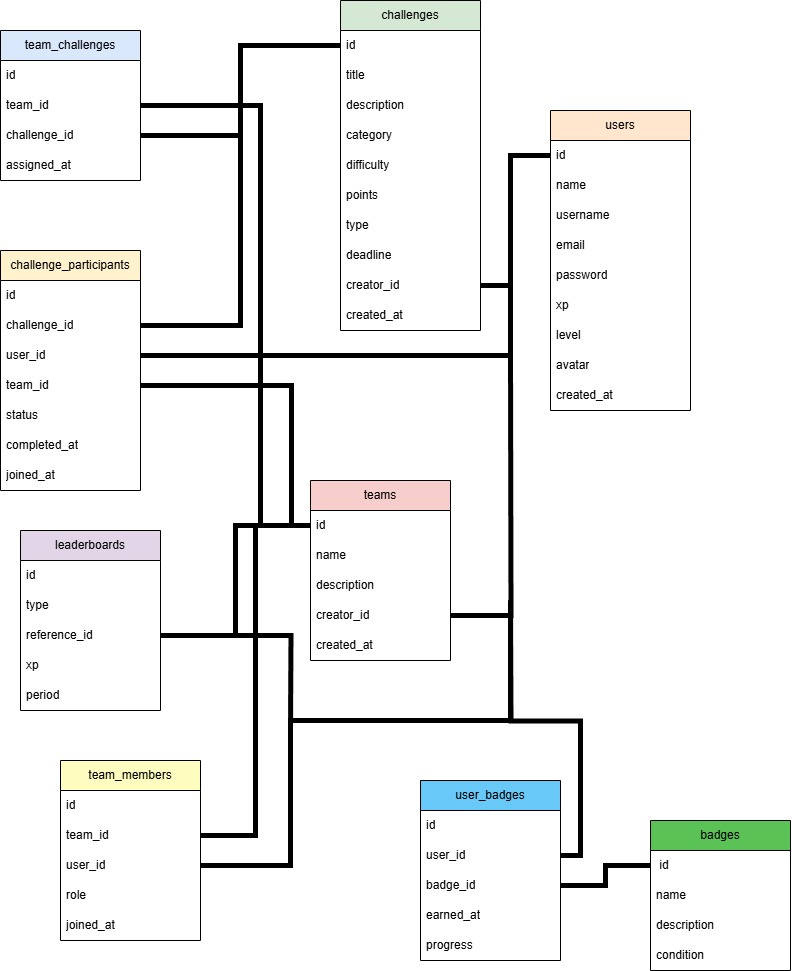 challenges
id
title
description
category
difficulty
points
type
deadline
creator_id
created_at
team_challenges
id
team_id
challenge_id
assigned_at
users
id
name
username
email
password
xp
level
avatar
created_at
challenge_participants
id
challenge_id
user_id
team_id
status
completed_at
joined_at
teams
id
name
description
creator_id
created_at
leaderboards
id
type
reference_id
xp
period
team_members
id
team_id
user_id
role
joined_at
user_badges
id
user_id
badge_id
earned_at
progress
badges
id
name
description
condition